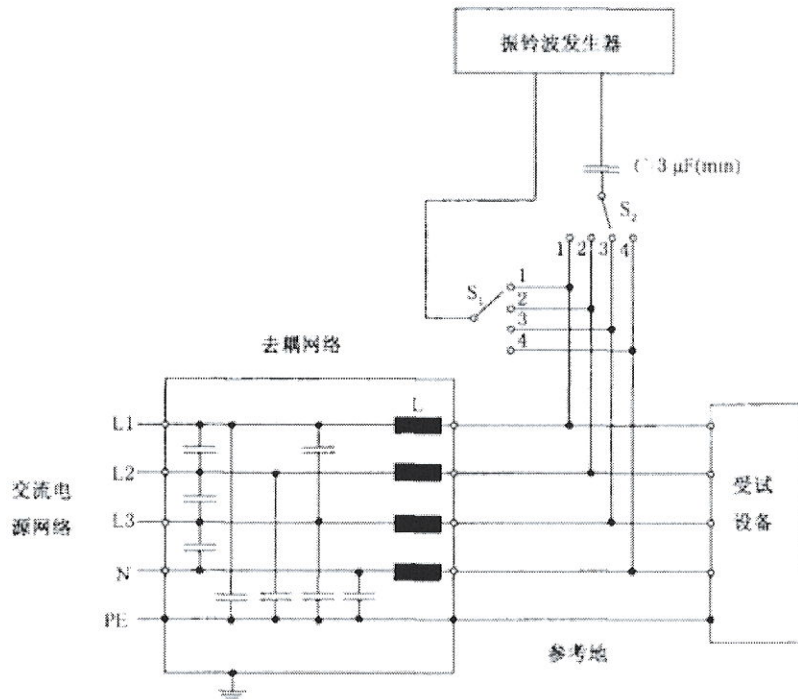 振铃波发生器
C·3 μF(min)
S2
1 2 3 4
S1
1
2
3
4
去耦网络
L
L1
L2
L3
N
PE
交流电
源网络
受试
设备
参考地